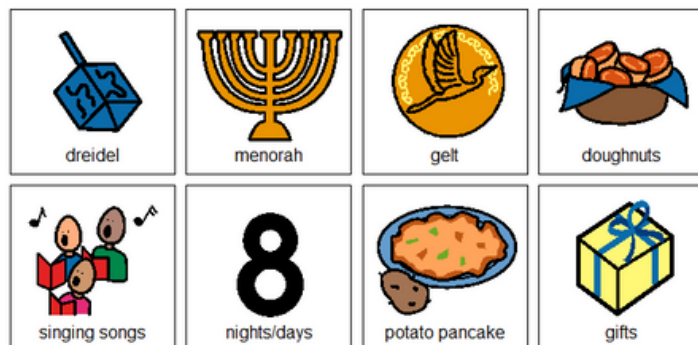 dreidel
menorah
gelt
doughnuts
singing songs
8
nights/days
potato pancake
gifts